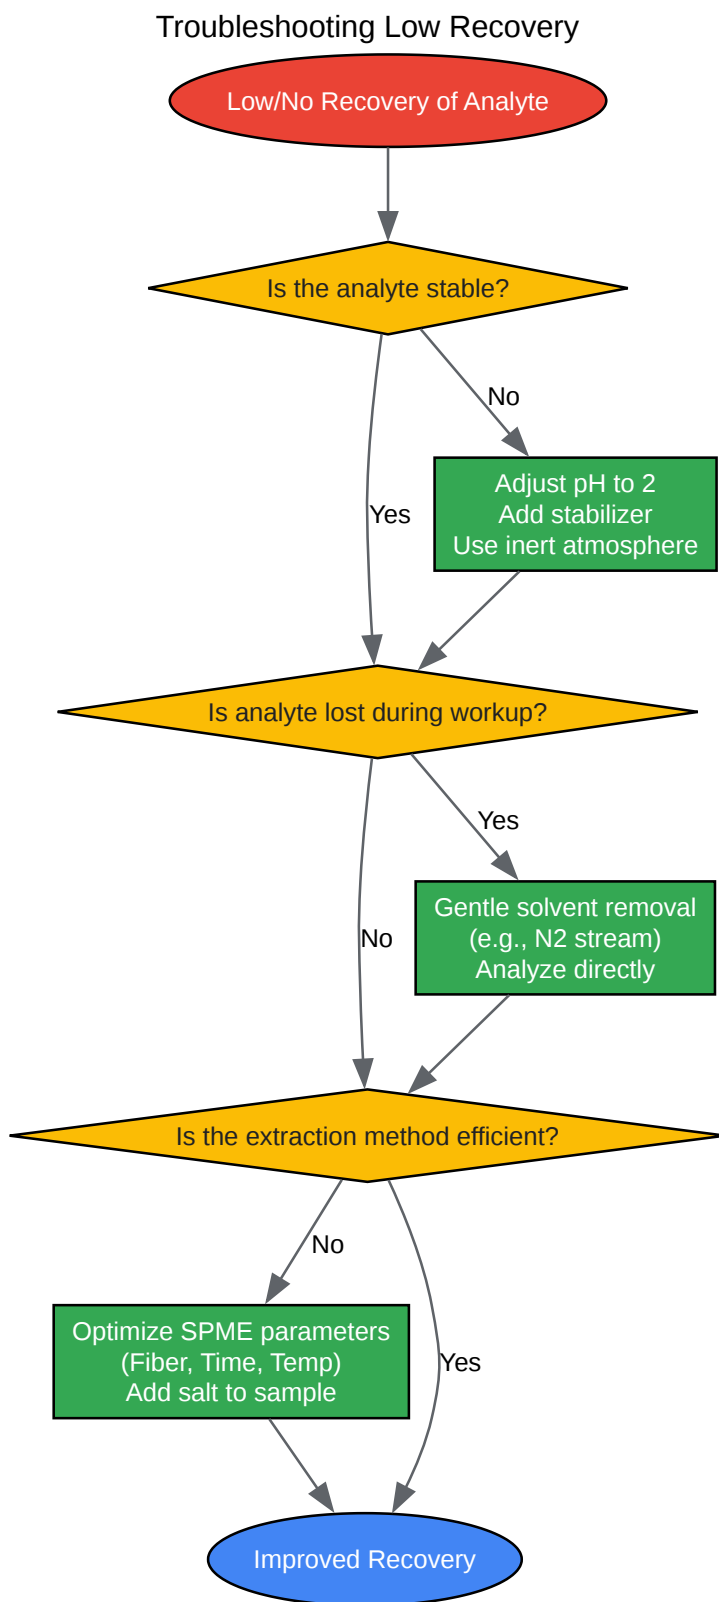 Troubleshooting Low Recovery
Low/No Recovery of Analyte
Is the analyte stable?
No
Adjust pH to 2
Add stabilizer
Use inert atmosphere
Yes
Is analyte lost during workup?
Yes
Gentle solvent removal
(e.g., N2 stream)
Analyze directly
No
Is the extraction method efficient?
No
Optimize SPME parameters
(Fiber, Time, Temp)
Add salt to sample
Yes
Improved Recovery